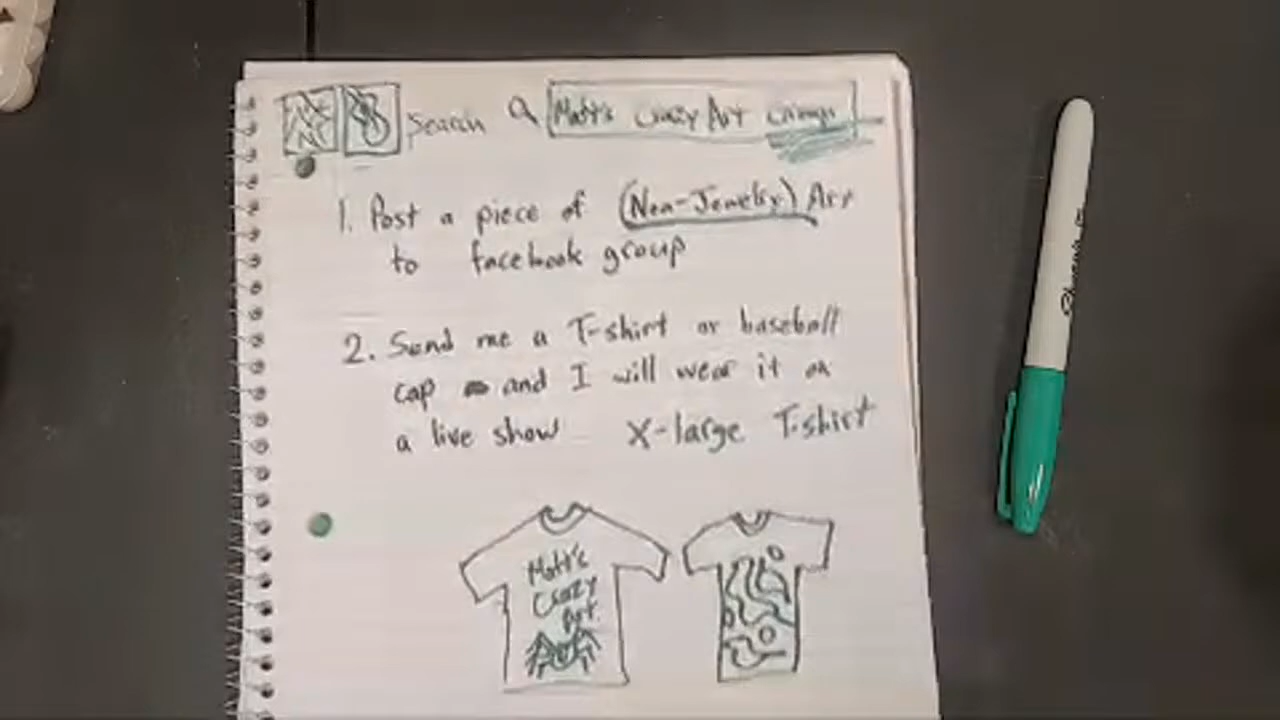 Search Matt's Crazy Art Group
1. Post a piece of (Non-Jewelry) Art
to facebook group
2. Send me a T-shirt or baseball
cap and I will wear it on
a live show X-large T-shirt
Matt's
Crazy
Art
Sharpie